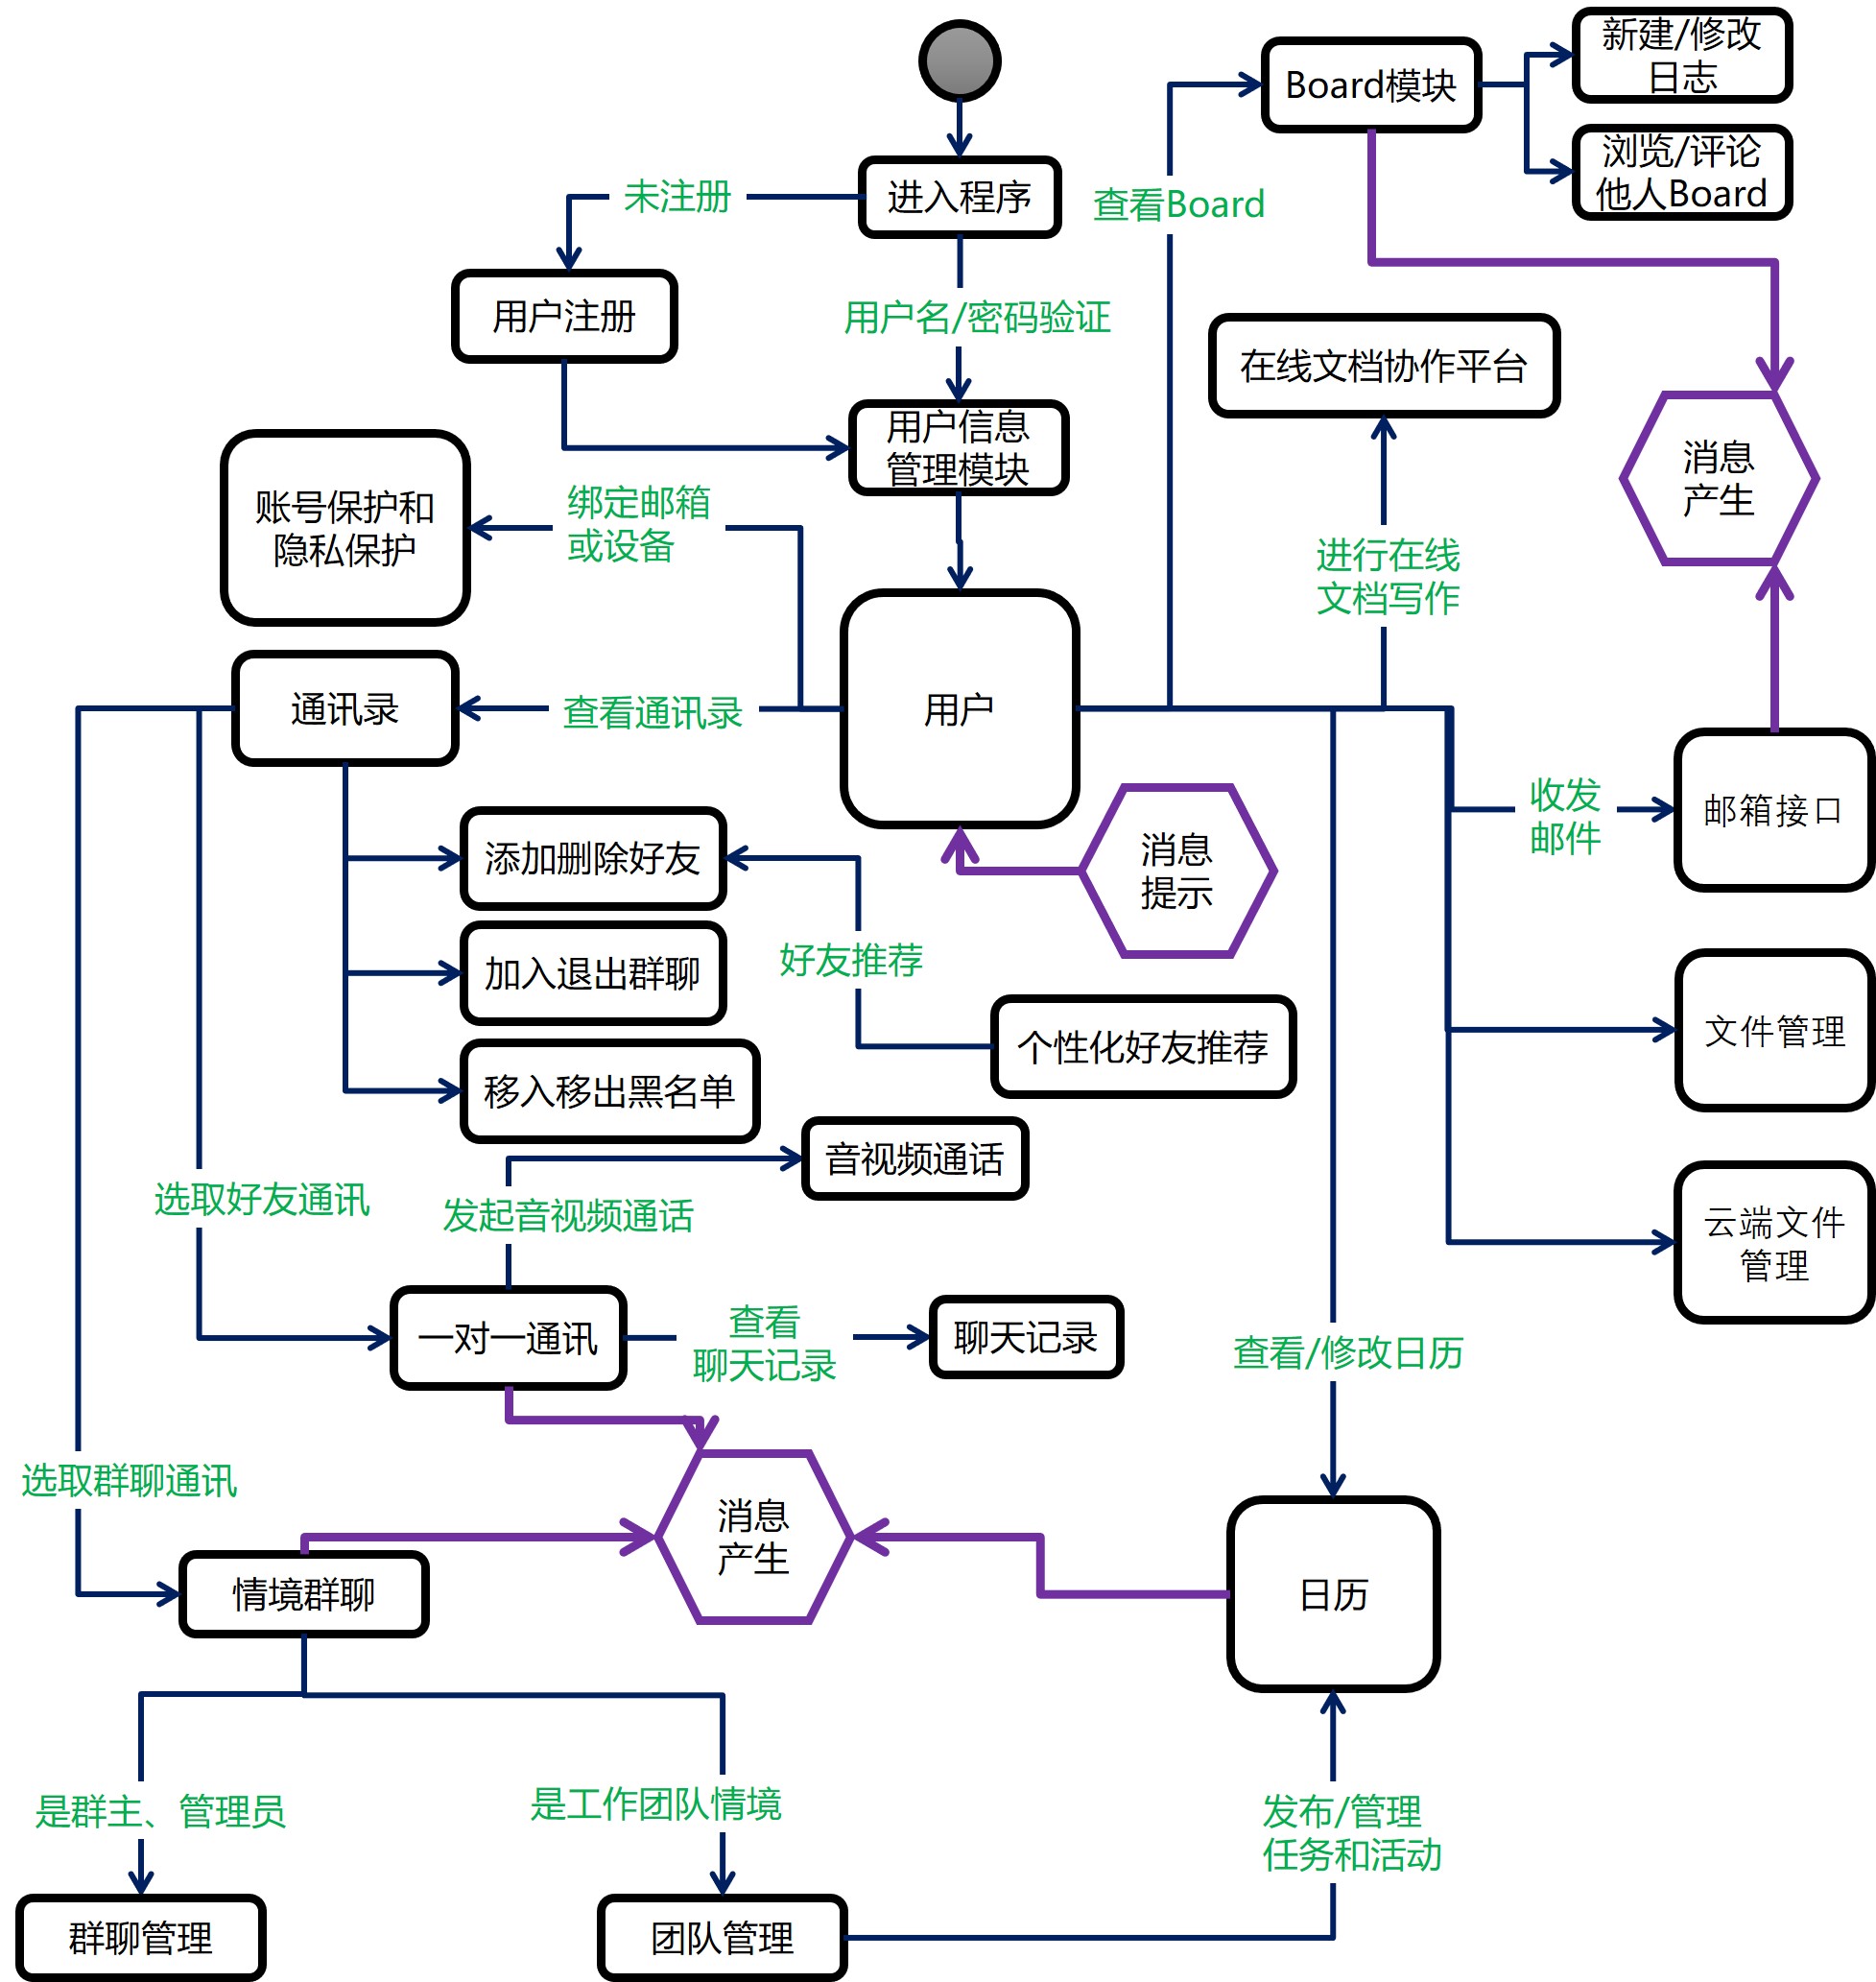 新建/修改
日志
Board模块
浏览/评论
他人Board
未注册
进入程序
查看Board
用户注册
用户名/密码验证
在线文档协作平台
用户信息
管理模块
消息
产生
账号保护和
隐私保护
绑定邮箱
或设备
进行在线
文档写作
通讯录
查看通讯录
用户
收发
邮件
邮箱接口
添加删除好友
消息
提示
加入退出群聊
好友推荐
文件管理
个性化好友推荐
移入移出黑名单
音视频通话
选取好友通讯
发起音视频通话
云端文件
管理
一对一通讯
查看
聊天记录
聊天记录
查看/修改日历
选取群聊通讯
消息
产生
情境群聊
日历
是群主、管理员
是工作团队情境
发布/管理
任务和活动
群聊管理
团队管理